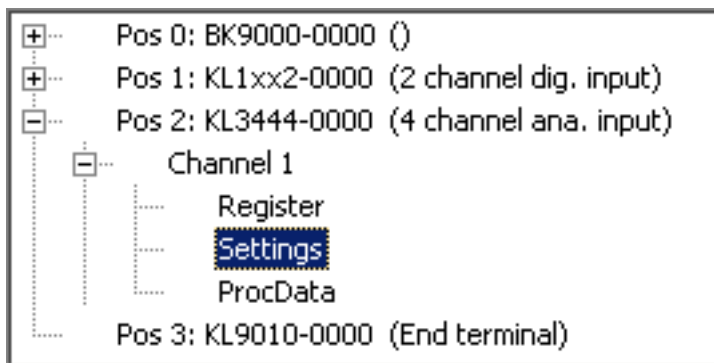 Pos 0: BK9000-0000 ()
Pos 1: KL1xx2-0000 (2 channel dig. input)
Pos 2: KL3444-0000 (4 channel ana. input)
Channel 1
Register
Settings
ProcData
Pos 3: KL9010-0000 (End terminal)